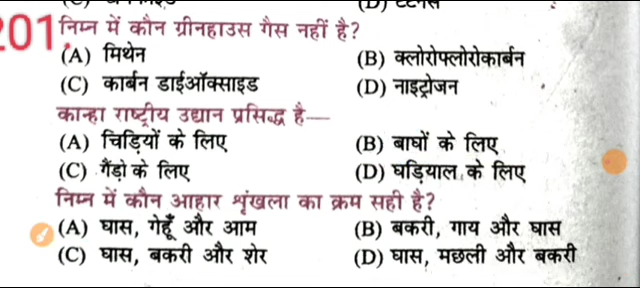 (D) टेटनस
201. निम्न में कौन ग्रीनहाउस गैस नहीं है?
(A) मिथेन (B) क्लोरोफ्लोरोकार्बन
(C) कार्बन डाईऑक्साइड (D) नाइट्रोजन
कान्हा राष्ट्रीय उद्यान प्रसिद्ध है—
(A) चिड़ियों के लिए (B) बाघों के लिए
(C) गैंड़ो के लिए (D) घड़ियाल के लिए
निम्न में कौन आहार श्रृंखला का क्रम सही है?
(A) घास, गेहूँ और आम (B) बकरी, गाय और घास
(C) घास, बकरी और शेर (D) घास, मछली और बकरी